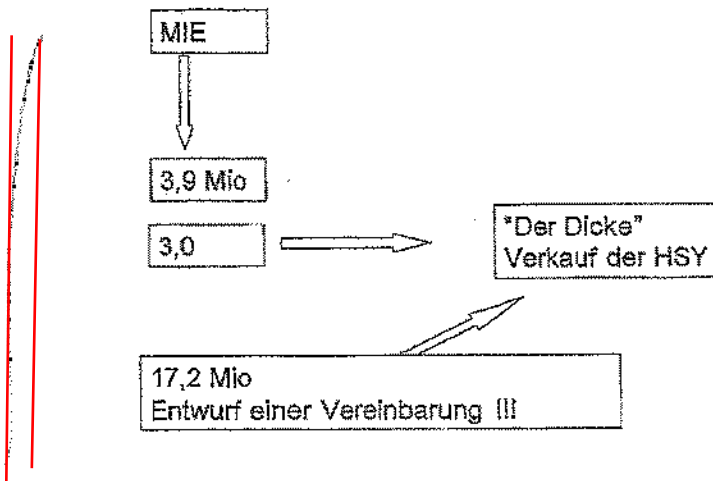 MIE
3,9 Mio
3,0
"Der Dicke"
Verkauf der HSY
17,2 Mio
Entwurf einer Vereinbarung !!!